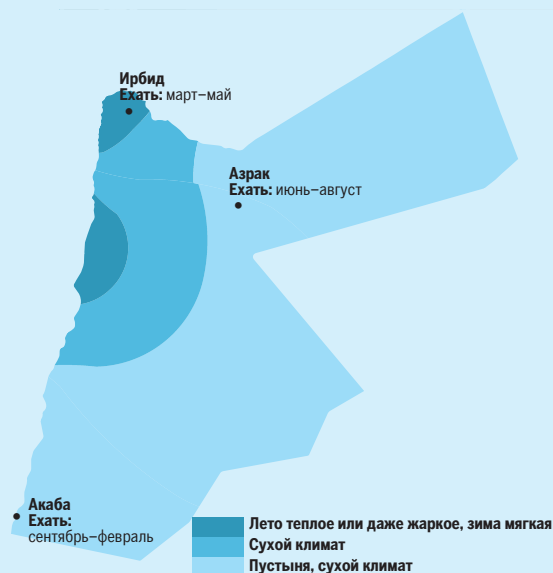 Ирбид
Ехать: март–май
Азрак
Ехать: июнь–август
Акаба
Ехать:
сентябрь–февраль
Лето теплое или даже жаркое, зима мягкая
Сухой климат
Пустыня, сухой климат